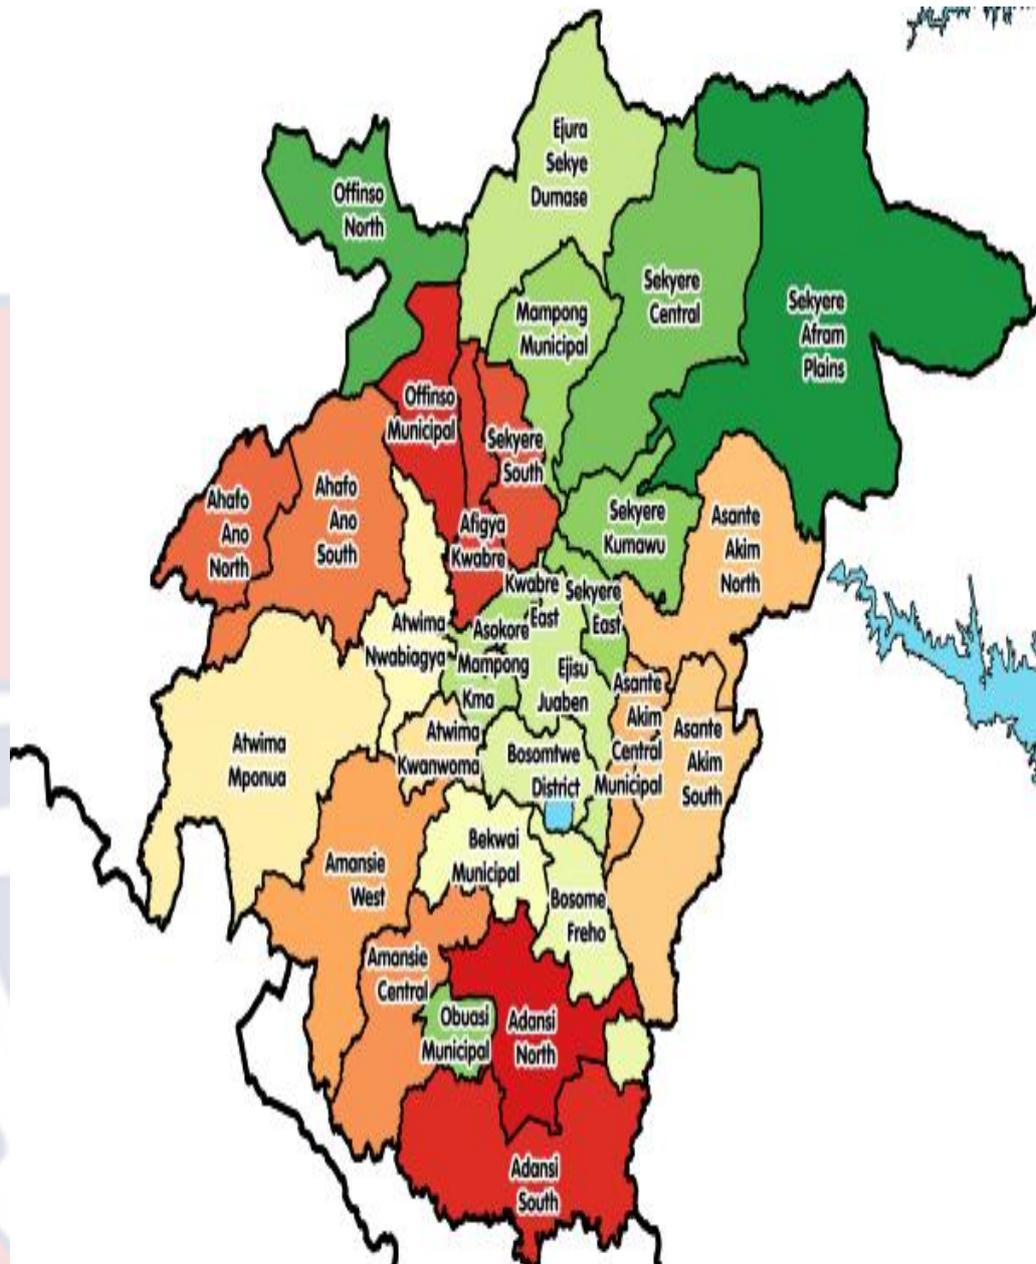 Ejura
Sekye
Dumase
Offinso
North
Sekyere
Central
Sekyere
Afram
Plains
Mampong
Municipal
Offinso
Municipal
Sekyere
South
Ahafo
Ano
North
Ahafo
Ano
South
Afigya
Kwabre
Sekyere
Kumawu
Asante
Akim
North
Kwabre
East
Sekyere
East
Atwima
Nwabiagya
Asokore
Mampong
Kma
Ejisu
Juaben
Asante
Akim
Central
Municipal
Asante
Akim
South
Atwima
Mponua
Atwima
Kwanwoma
Bosomtwe
District
Bekwai
Municipal
Amansie
West
Bosome
Freho
Amansie
Central
Obuasi
Municipal
Adansi
North
Adansi
South